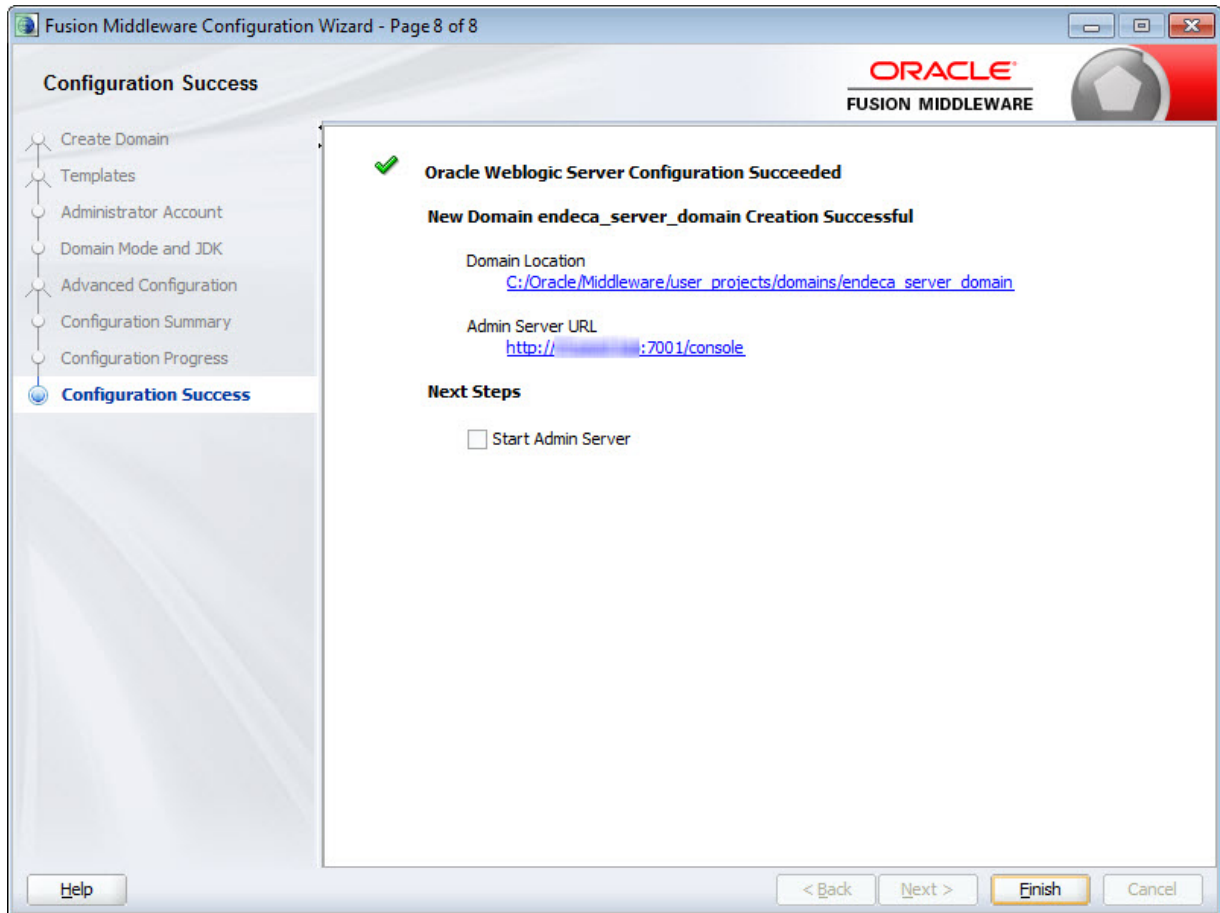 Fusion Middleware Configuration Wizard - Page 8 of 8
Configuration Success
ORACLE
FUSION MIDDLEWARE
Create Domain
Templates
Administrator Account
Domain Mode and JDK
Advanced Configuration
Configuration Summary
Configuration Progress
Configuration Success
Oracle Weblogic Server Configuration Succeeded
New Domain endeca_server_domain Creation Successful
Domain Location
C:/Oracle/Middleware/user_projects/domains/endeca_server_domain
Admin Server URL
http:// :7001/console
Next Steps
Start Admin Server
Help
< Back
Next >
Finish
Cancel